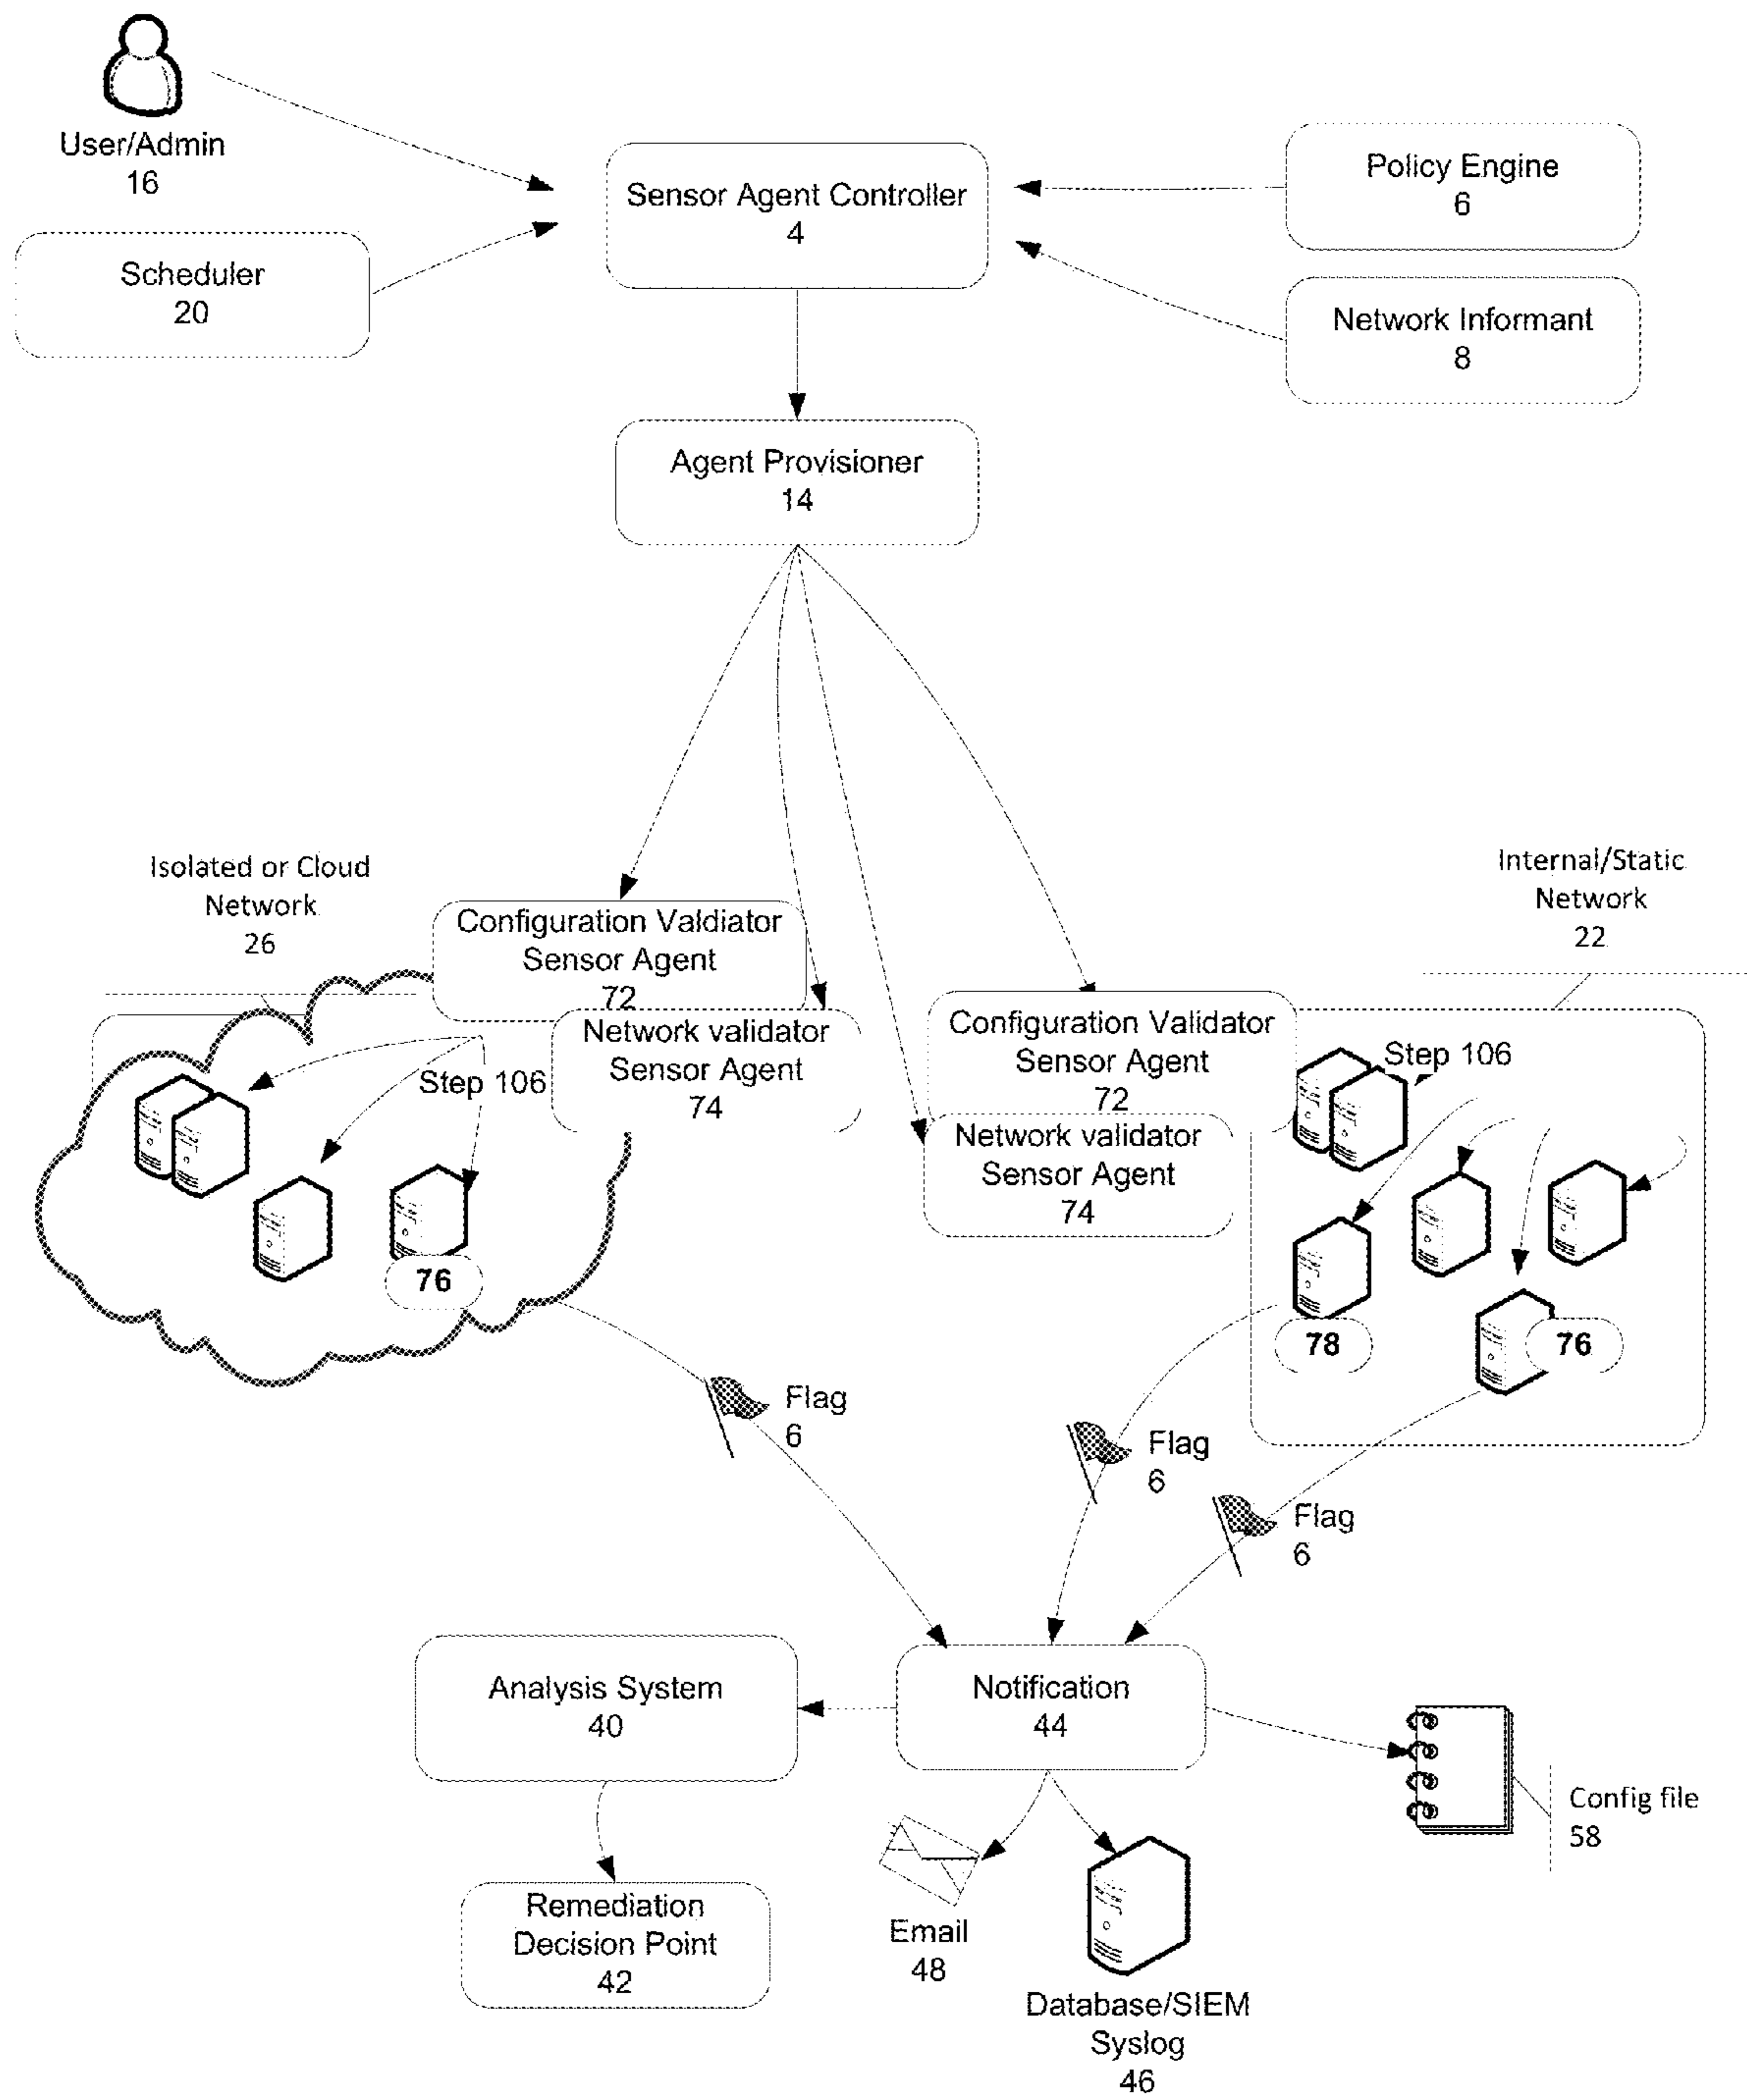 User/Admin
16
Scheduler
20
Sensor Agent Controller
4
Policy Engine
6
Network Informant
8
Agent Provisioner
14
Isolated or Cloud
Network
26
Configuration Valdiator
Sensor Agent
72
Network validator
Sensor Agent
74
Step 106
76
Configuration Validator
Sensor Agent
72
Network validator
Sensor Agent
74
Internal/Static
Network
22
Step 106
78
76
Flag
6
Flag
6
Flag
6
Analysis System
40
Notification
44
Config file
58
Remediation
Decision Point
42
Email
48
Database/SIEM
Syslog
46